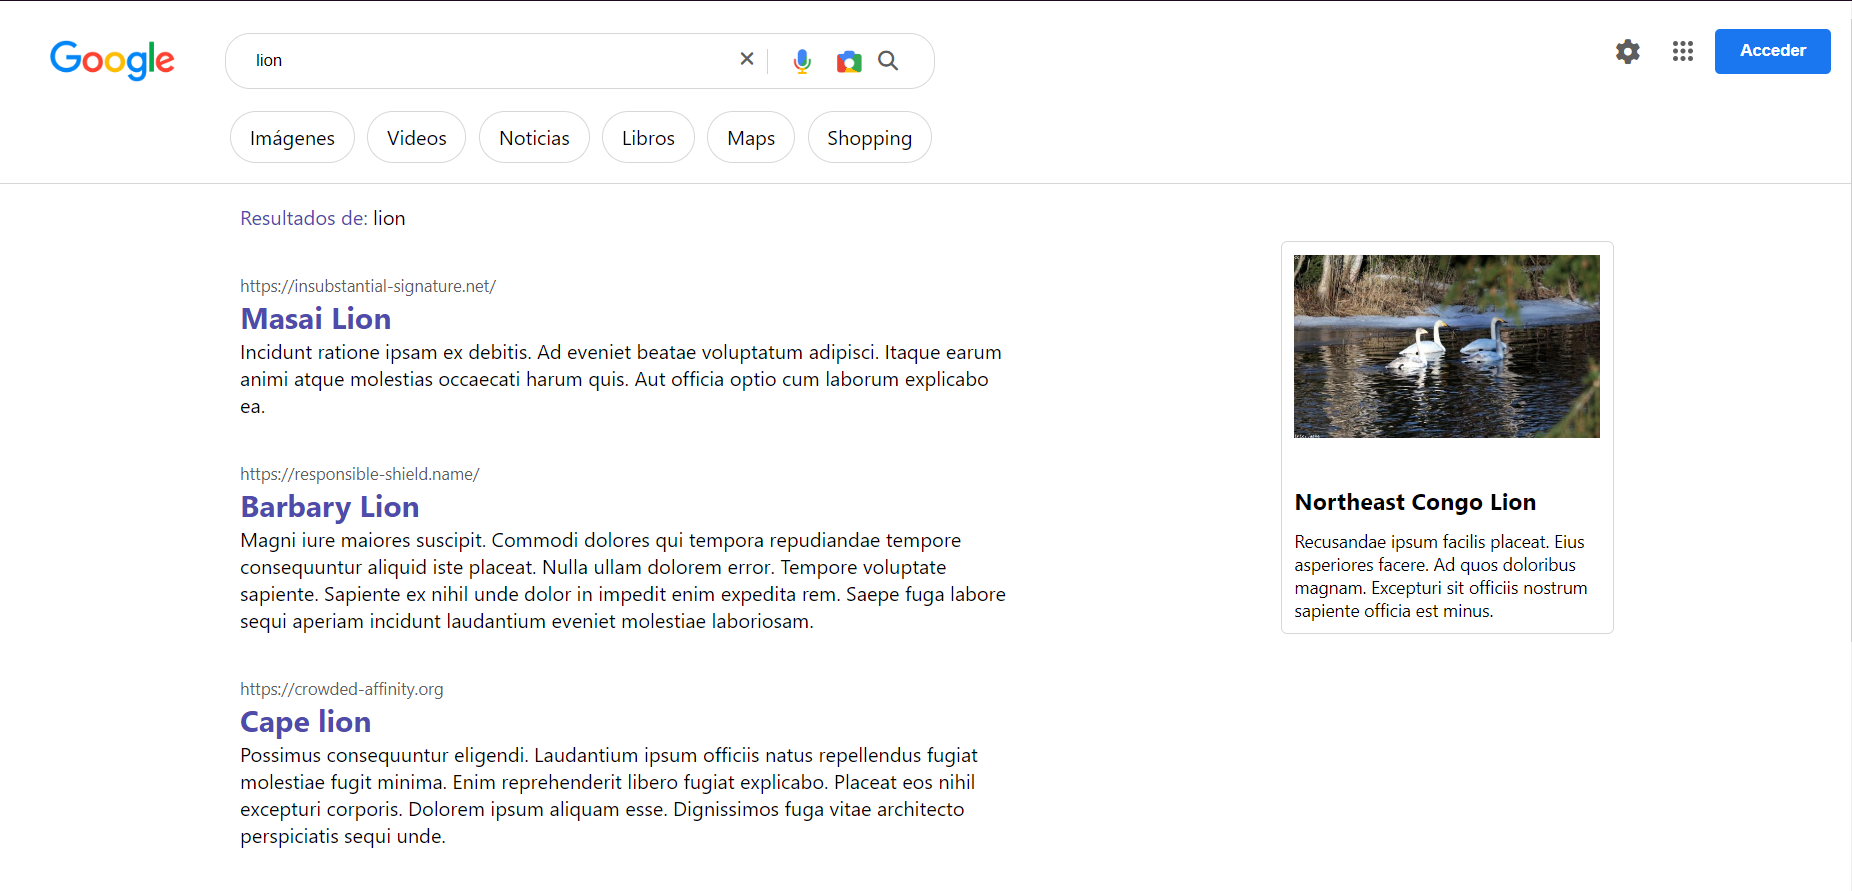 Google
lion
Acceder
Imágenes
Videos
Noticias
Libros
Maps
Shopping
Resultados de: lion
https://insubstantial-signature.net/
Masai Lion
Incidunt ratione ipsam ex debitis. Ad eveniet beatae voluptatum adipisci. Itaque earum
animi atque molestias occaecati harum quis. Aut officia optio cum laborum explicabo
ea.
https://responsible-shield.name/
Barbary Lion
Magni iure maiores suscipit. Commodi dolores qui tempora repudiandae tempore
consequuntur aliquid iste placeat. Nulla ullam dolorem error. Tempore voluptate
sapiente. Sapiente ex nihil unde dolor in impedit enim expedita rem. Saepe fuga labore
sequi aperiam incidunt laudantium eveniet molestiae laboriosam.
https://crowded-affinity.org
Cape lion
Possimus consequuntur eligendi. Laudantium ipsum officiis natus repellendus fugiat
molestiae fugit minima. Enim reprehenderit libero fugiat explicabo. Placeat eos nihil
excepturi corporis. Dolorem ipsum aliquam esse. Dignissimos fuga vitae architecto
perspiciatis sequi unde.
Northeast Congo Lion
Recusandae ipsum facilis placeat. Eius
asperiores facere. Ad quos doloribus
magnam. Excepturi sit officiis nostrum
sapiente officia est minus.